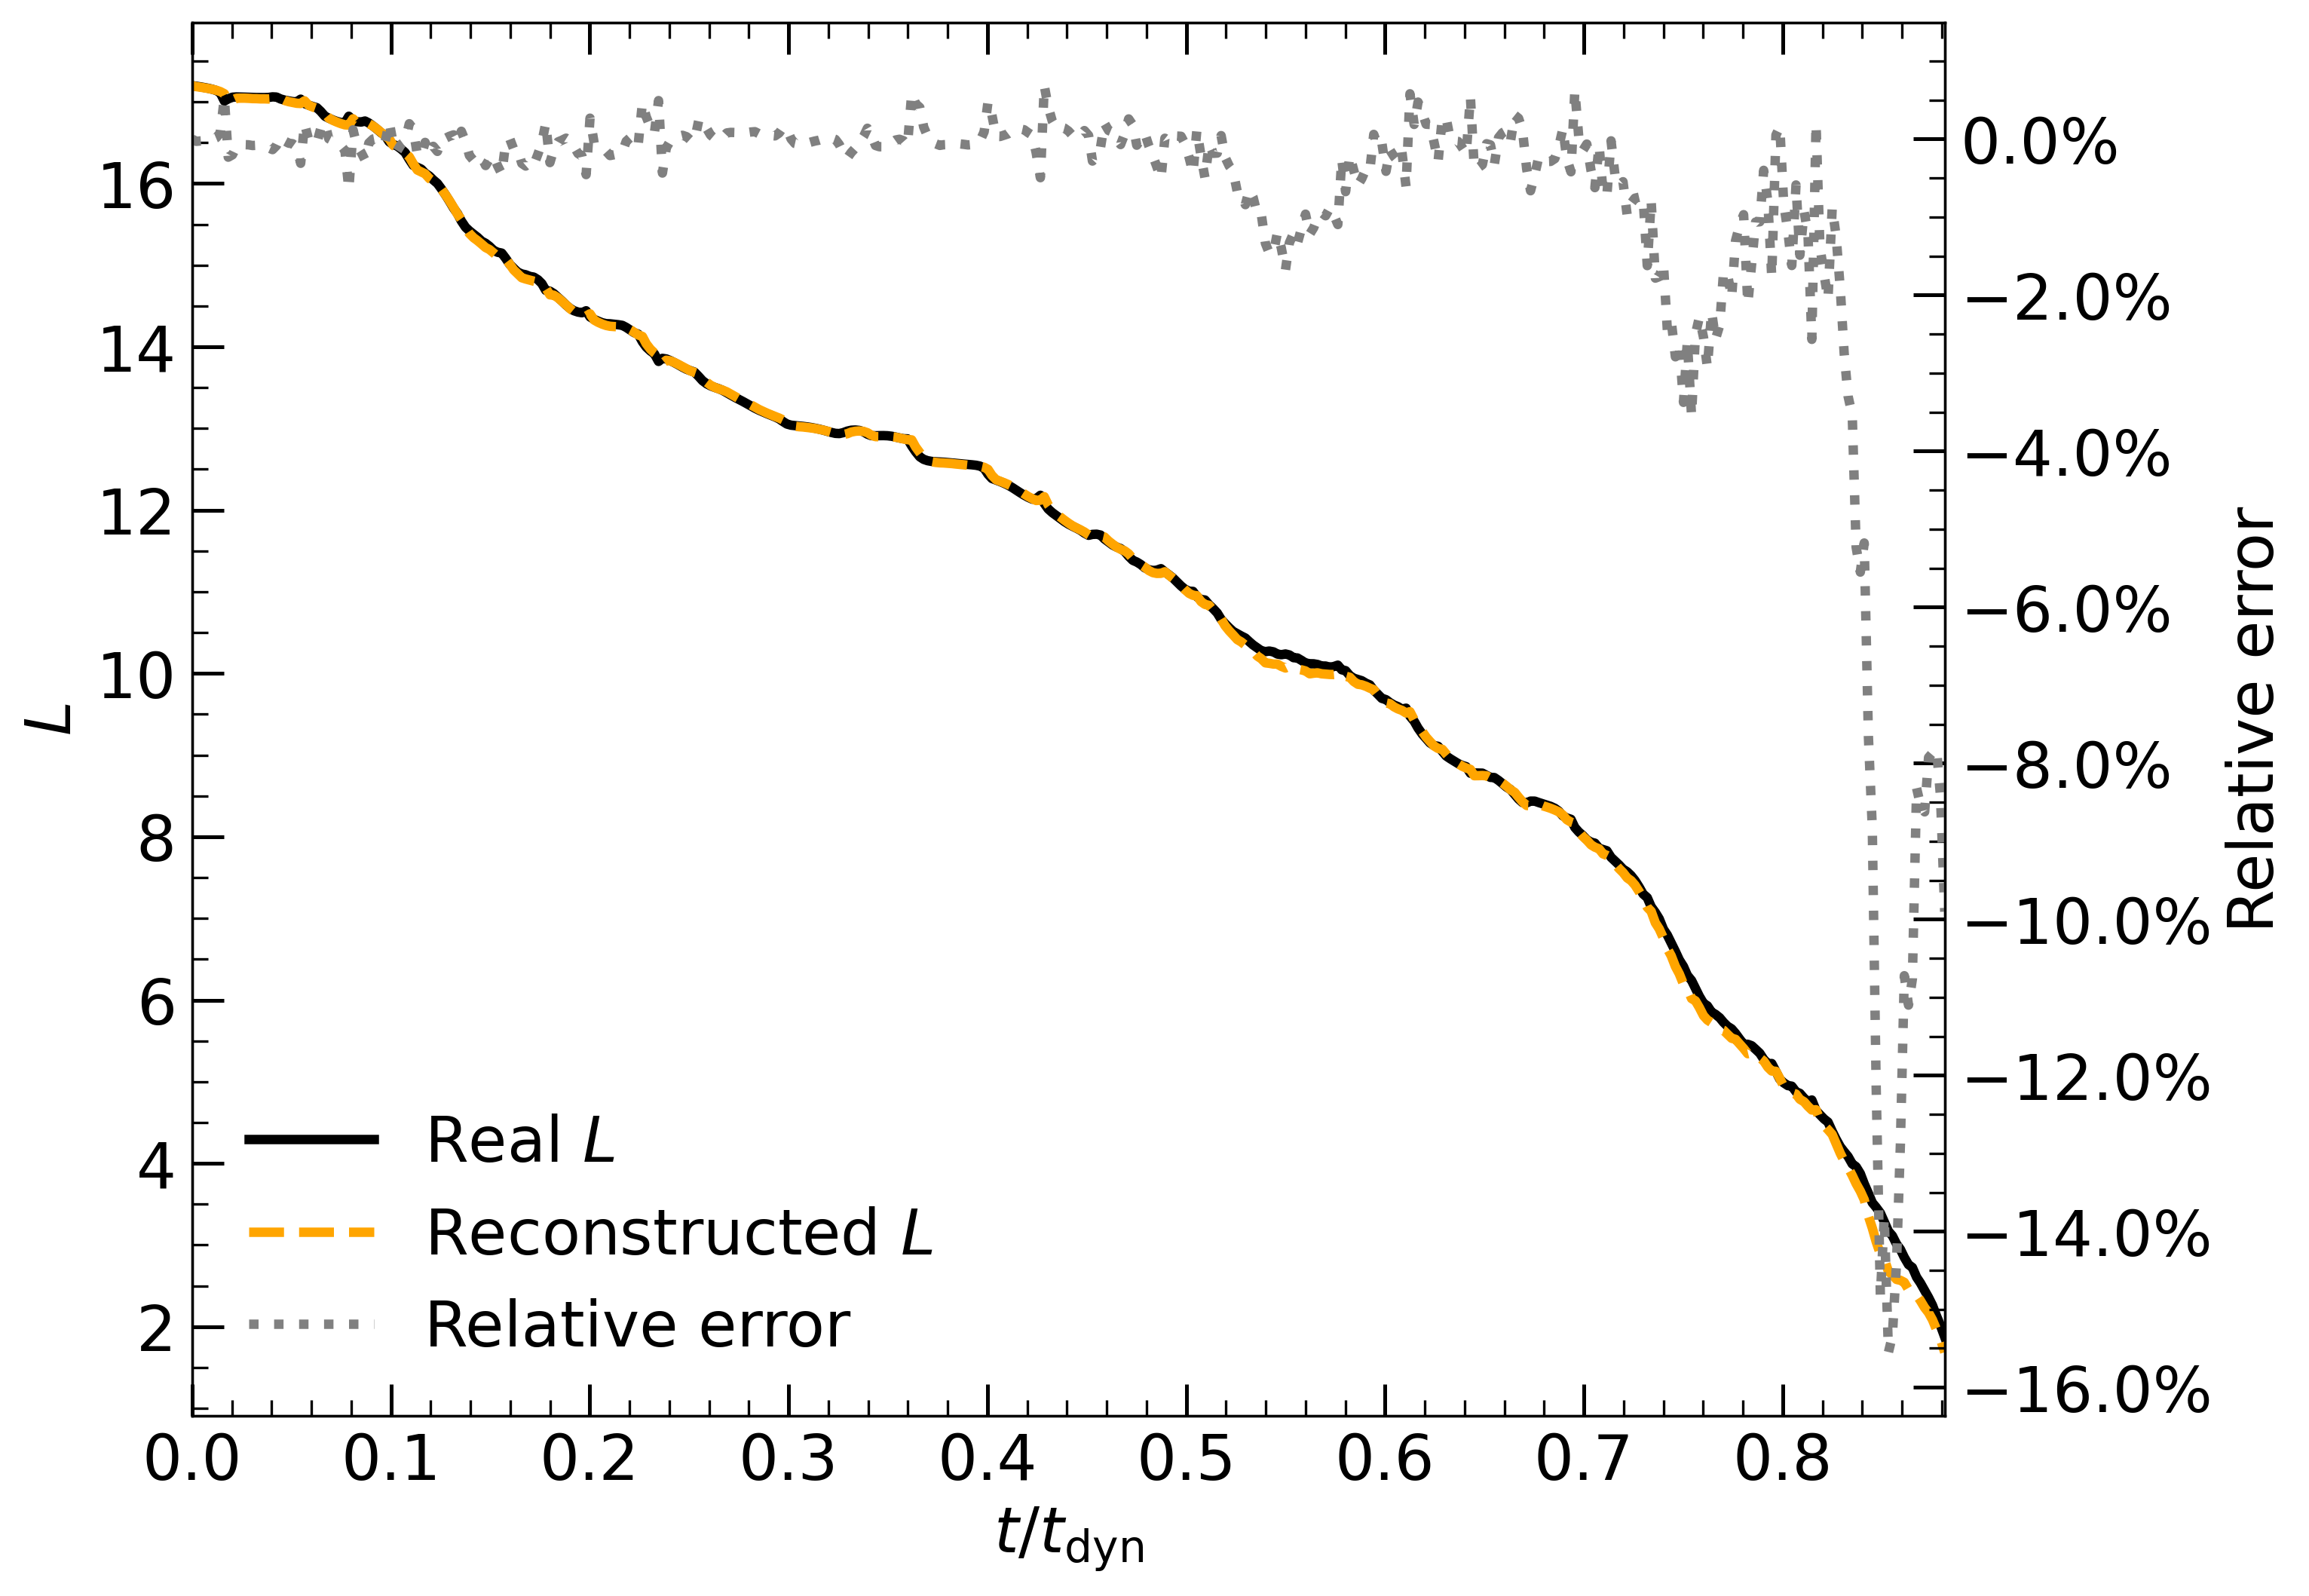 16
14
12
10
8
6
4
2
L
0.0%
−2.0%
−4.0%
−6.0%
−8.0%
−10.0%
−12.0%
−14.0%
−16.0%
Relative error
Real L
Reconstructed L
Relative error
0.0 0.1 0.2 0.3 0.4 0.5 0.6 0.7 0.8
t/tdyn